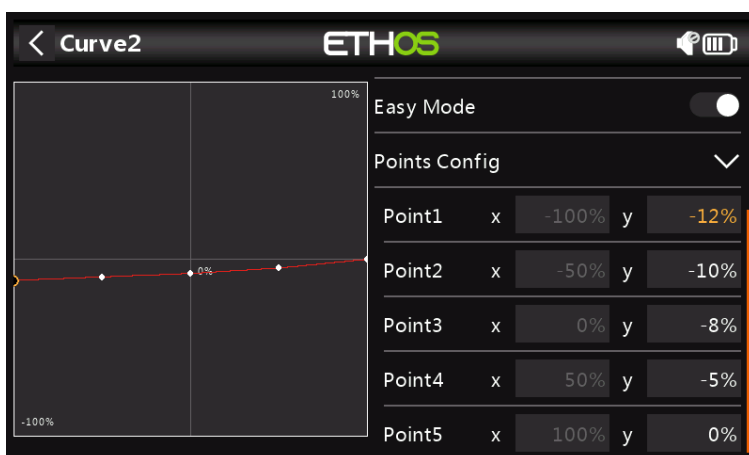 Curve2
ETHOS
100%
0%
-100%
Easy Mode
Points Config
Point1 x -100% y -12%
Point2 x -50% y -10%
Point3 x 0% y -8%
Point4 x 50% y -5%
Point5 x 100% y 0%